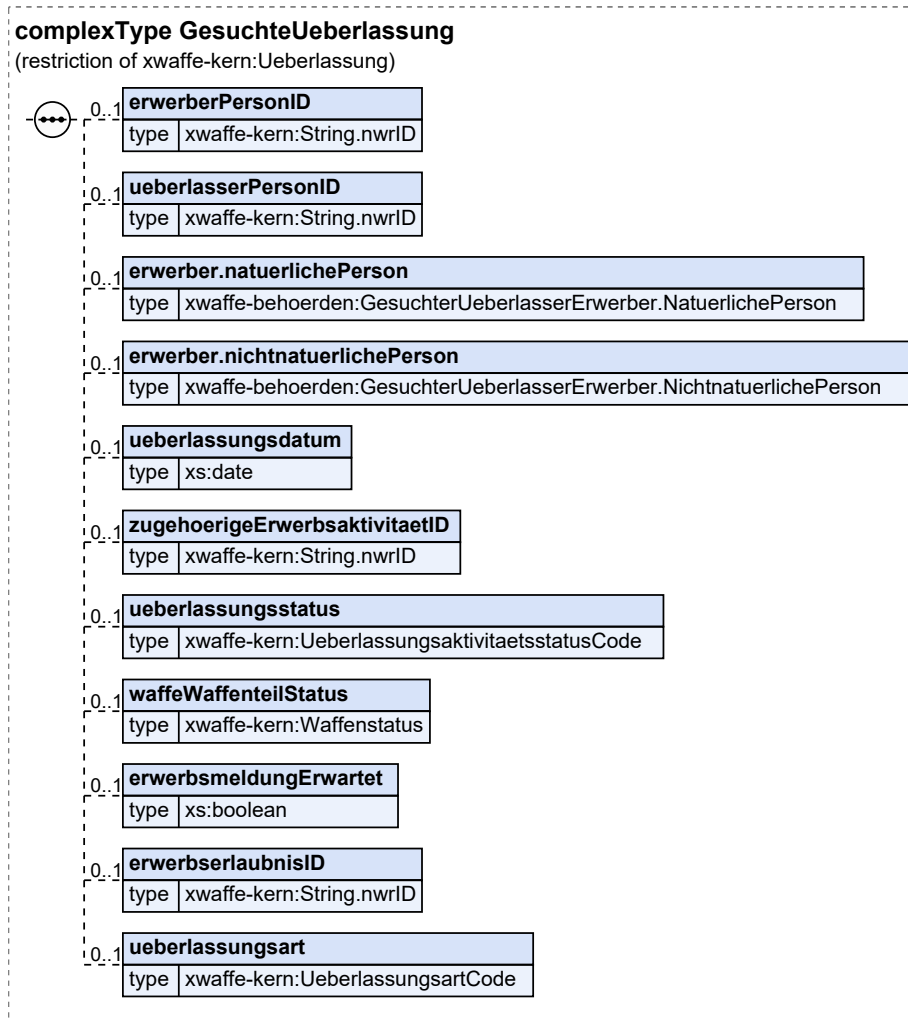 complexType GesuchteUeberlassung
(restriction of xwaffe-kern:Ueberlassung)
0..1 erwerberPersonID
type xwaffe-kern:String.nwrID
0..1 ueberlasserPersonID
type xwaffe-kern:String.nwrID
0..1 erwerber.natuerlichePerson
type xwaffe-behoerden:GesuchterUeberlasserErwerber.NatuerlichePerson
0..1 erwerber.nichtnatuerlichePerson
type xwaffe-behoerden:GesuchterUeberlasserErwerber.NichtnatuerlichePerson
0..1 ueberlassungsdatum
type xs:date
0..1 zugehoerigeErwerbsaktivitaetID
type xwaffe-kern:String.nwrID
0..1 ueberlassungsstatus
type xwaffe-kern:UeberlassungsaktivitaetsstatusCode
0..1 waffeWaffenteilStatus
type xwaffe-kern:Waffenstatus
0..1 erwerbsmeldungErwartet
type xs:boolean
0..1 erwerbserlaubnisID
type xwaffe-kern:String.nwrID
0..1 ueberlassungsart
type xwaffe-kern:UeberlassungsartCode